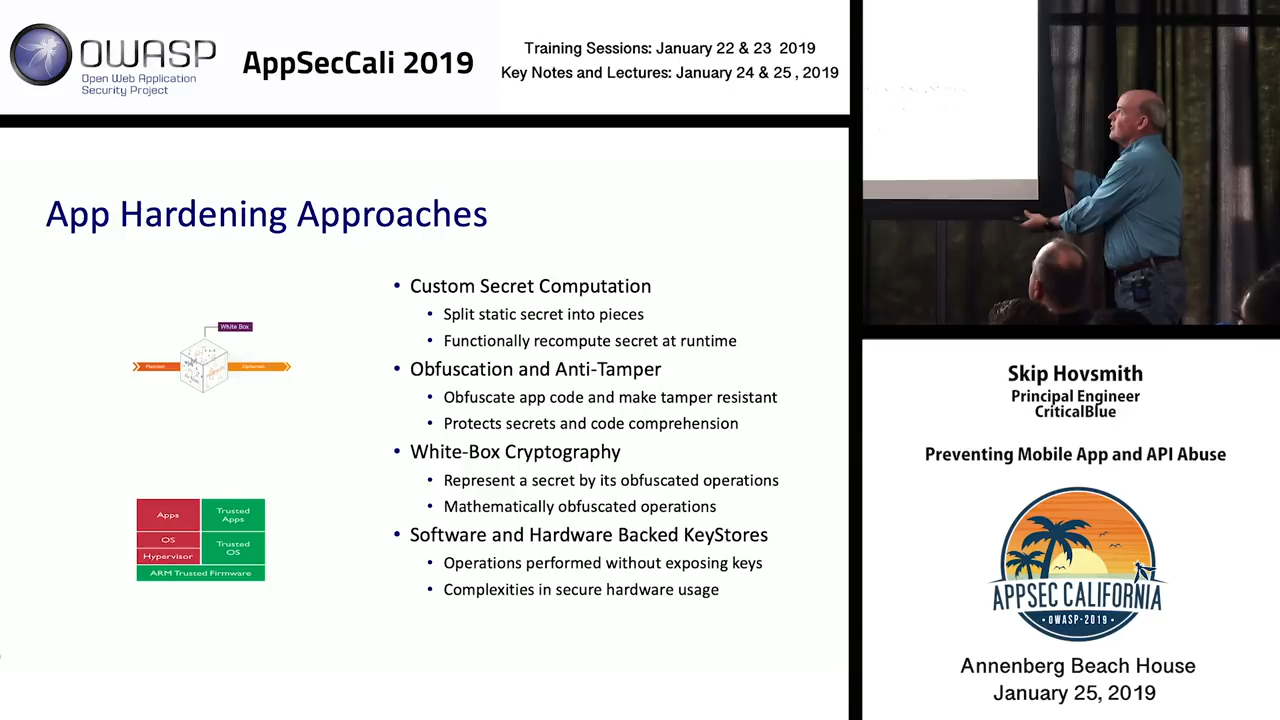 OWASP
Open Web Application
Security Project
AppSecCali 2019
Training Sessions: January 22 & 23 2019
Key Notes and Lectures: January 24 & 25 , 2019
App Hardening Approaches
White Box
Ciphertext
Apps
Trusted
Apps
OS
Trusted
OS
Hypervisor
ARM Trusted Firmware
• Custom Secret Computation
• Split static secret into pieces
• Functionally recompute secret at runtime
• Obfuscation and Anti-Tamper
• Obfuscate app code and make tamper resistant
• Protects secrets and code comprehension
• White-Box Cryptography
• Represent a secret by its obfuscated operations
• Mathematically obfuscated operations
• Software and Hardware Backed KeyStores
• Operations performed without exposing keys
• Complexities in secure hardware usage
Skip Hovsmith
Principal Engineer
CriticalBlue
Preventing Mobile App and API Abuse
APPSEC CALIFORNIA
• OWASP-2019 •
Annenberg Beach House
January 25, 2019